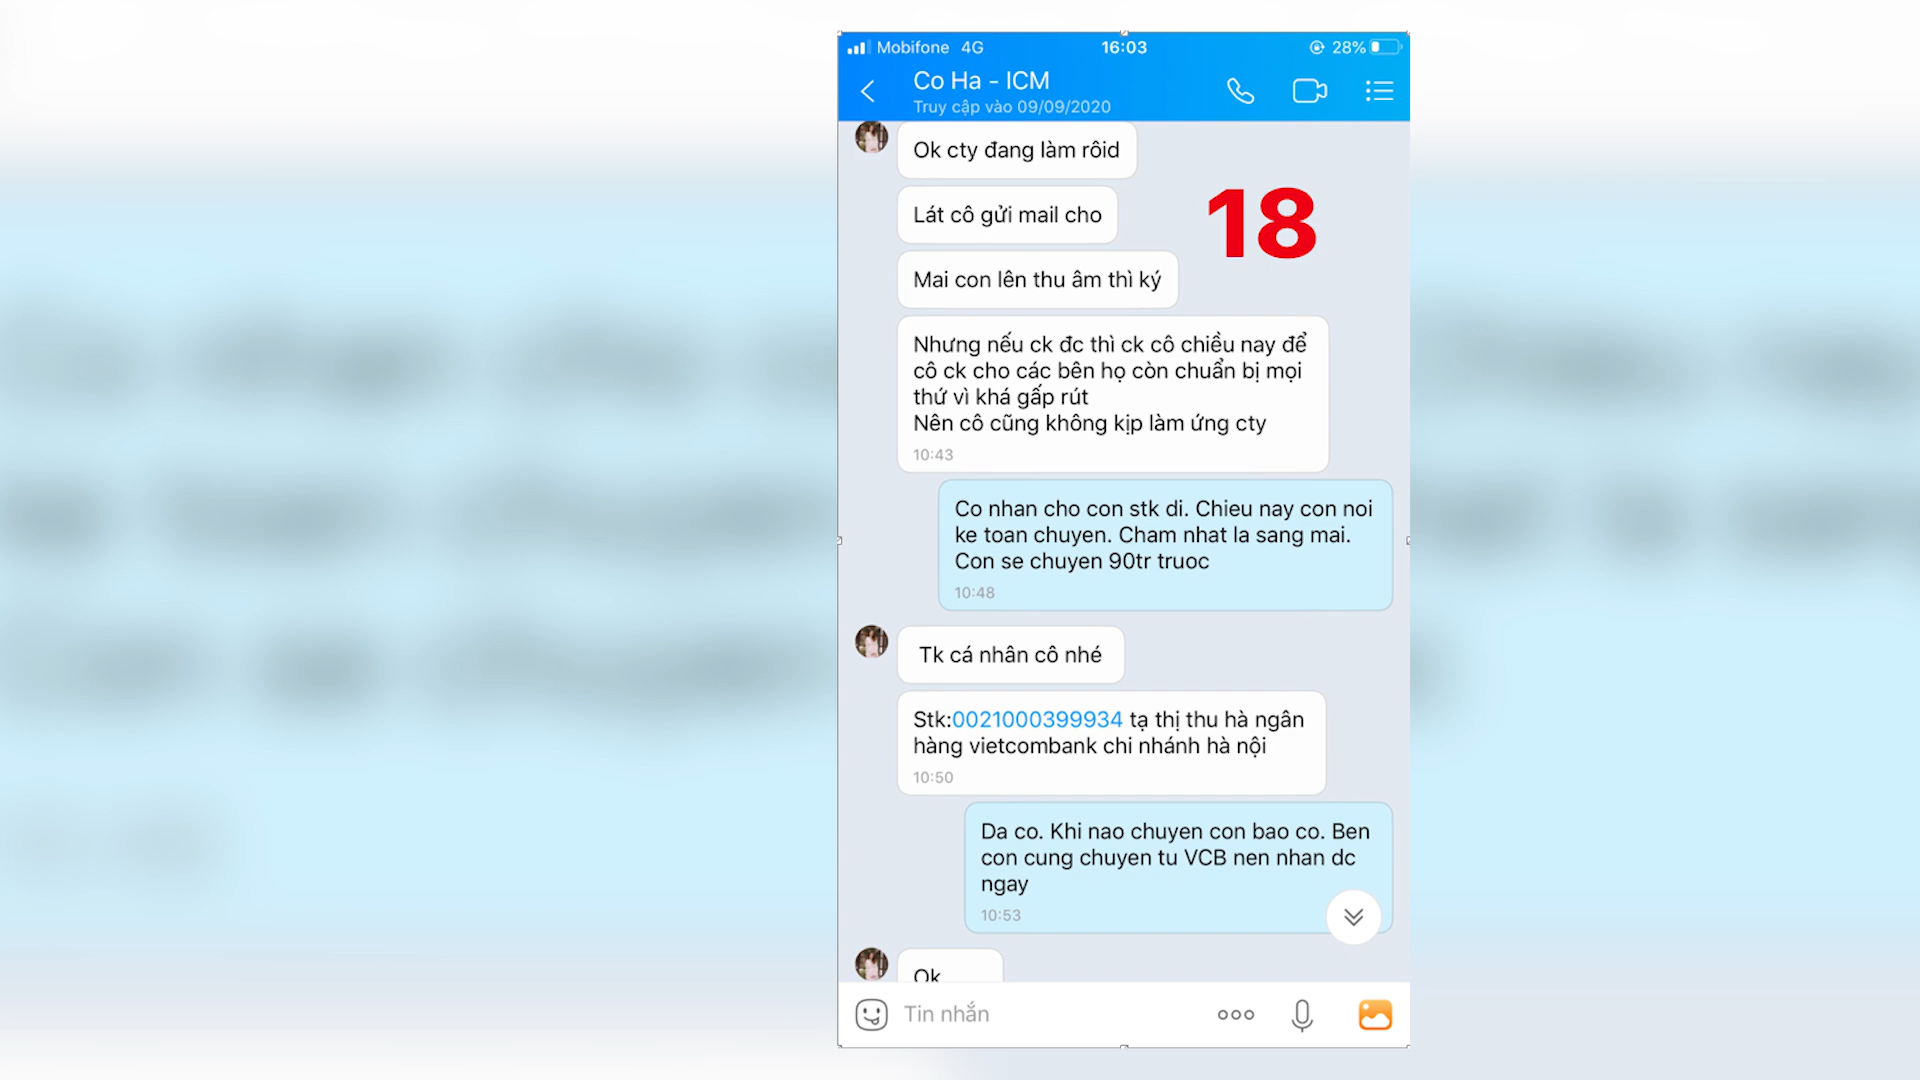 Mobifone 4G 16:03 28%
Co Ha - ICM
Truy cập vào 09/09/2020
Ok cty đang làm rôid
18
Lát cô gửi mail cho
Mai con lên thu âm thì ký
Nhưng nếu ck đc thì ck cô chiều nay để
cô ck cho các bên họ còn chuẩn bị mọi
thứ vì khá gấp rút
Nên cô cũng không kịp làm ứng cty
10:43
Co nhan cho con stk di. Chieu nay con noi
ke toan chuyen. Cham nhat la sang mai.
Con se chuyen 90tr truoc
10:48
Tk cá nhân cô nhé
Stk:0021000399934 tạ thị thu hà ngân
hàng vietcombank chi nhánh hà nội
10:50
Da co. Khi nao chuyen con bao co. Ben
con cung chuyen tu VCB nen nhan dc
ngay
10:53
Ok
Tin nhắn